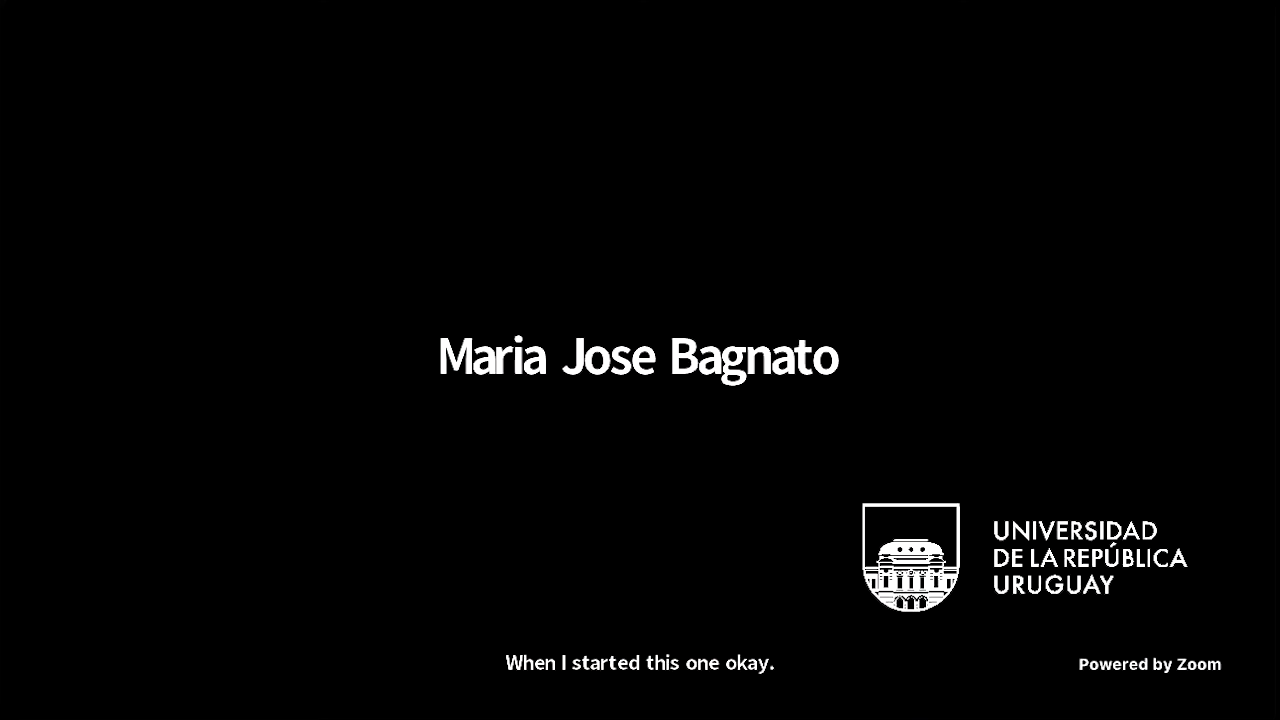 Maria Jose Bagnato
UNIVERSIDAD
DE LA REPÚBLICA
URUGUAY
When I started this one okay.
Powered by Zoom